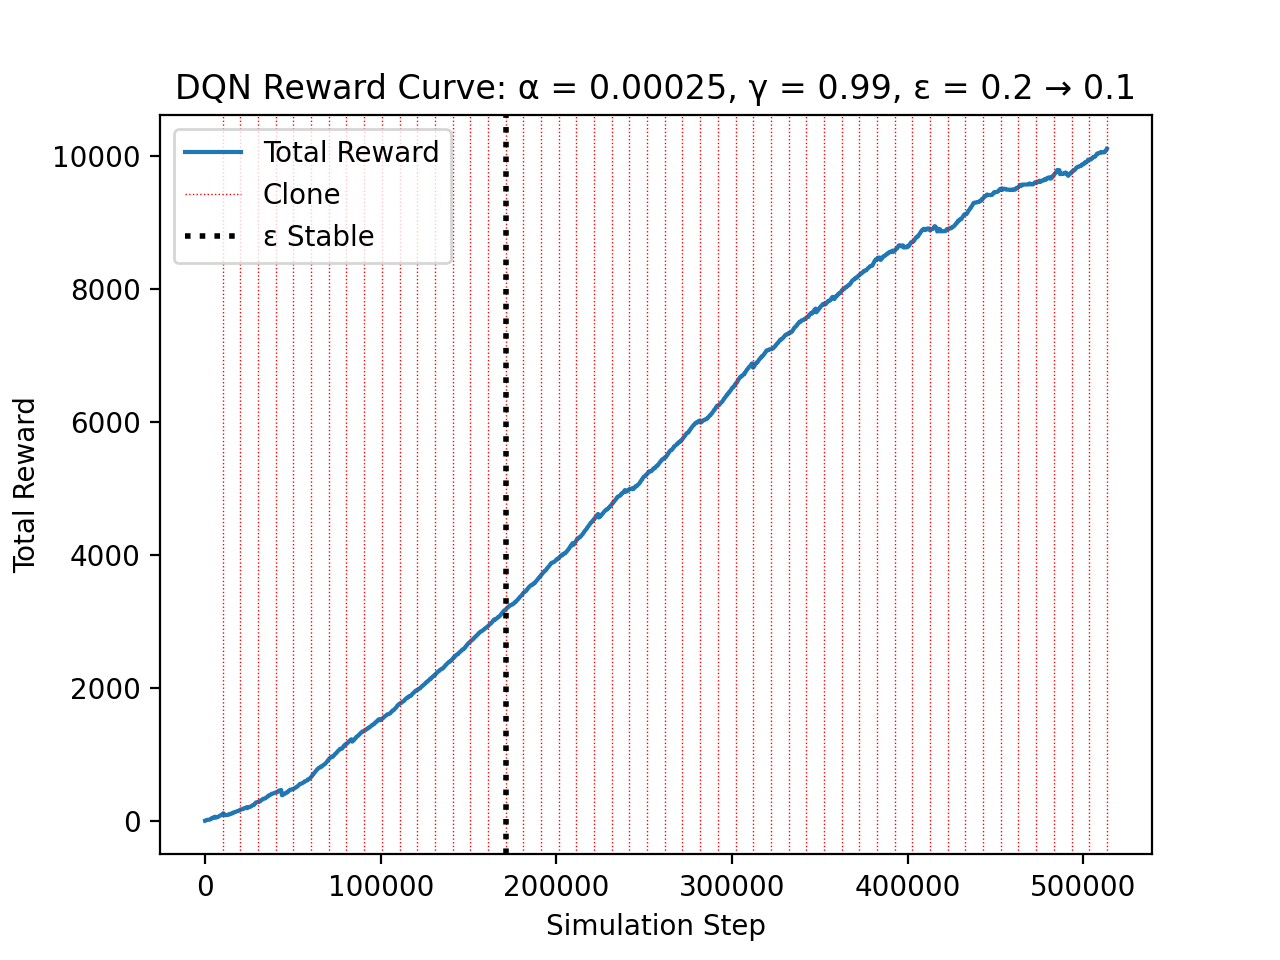 DQN Reward Curve: α = 0.00025, γ = 0.99, ε = 0.2 → 0.1
Total Reward
Clone
ε Stable
10000
8000
6000
4000
2000
0
Total Reward
0 100000 200000 300000 400000 500000
Simulation Step